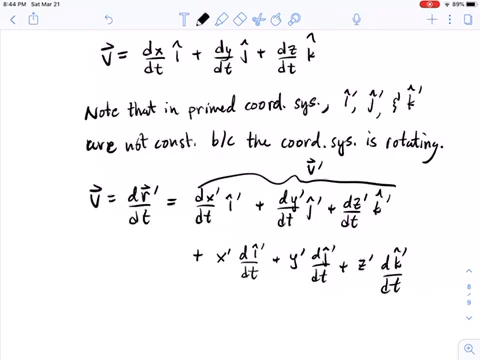 8:44 PM Sat Mar 21
89%
v⃗ = dx/dt î + dy/dt ĵ + dz/dt k̂
Note that in primed coord. sys., î′, ĵ′, & k̂′
are not const. b/c the coord. sys. is rotating.
v⃗′
v⃗ = dr⃗′/dt = dx′/dt î′ + dy′/dt ĵ′ + dz′/dt k̂′
+ x′ dî′/dt + y′ dĵ′/dt + z′ dk̂′/dt
8
9